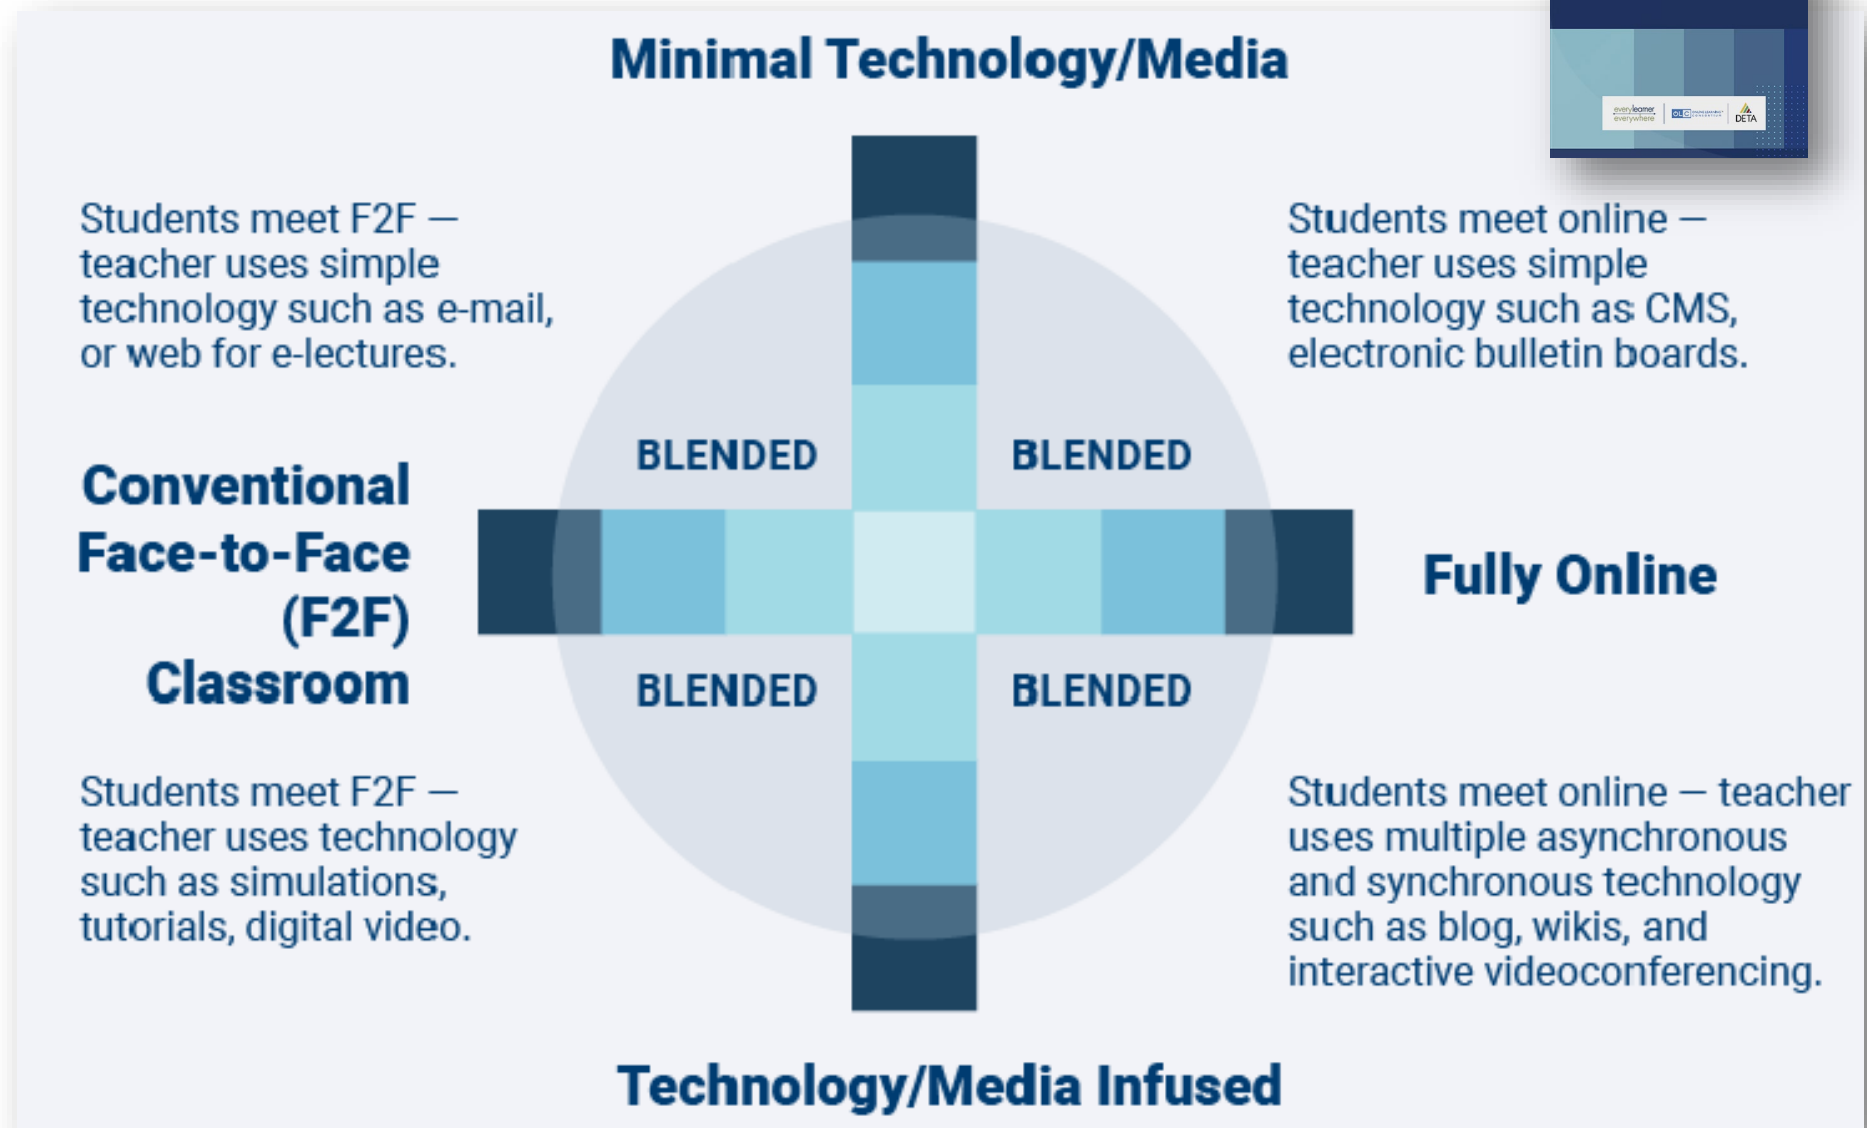 Minimal Technology/Media
everylearner
everywhere
OLC
DETA
Students meet F2F —
teacher uses simple
technology such as e-mail,
or web for e-lectures.
Students meet online —
teacher uses simple
technology such as CMS,
electronic bulletin boards.
BLENDED
BLENDED
Conventional
Face-to-Face
(F2F)
Classroom
Fully Online
BLENDED
BLENDED
Students meet F2F —
teacher uses technology
such as simulations,
tutorials, digital video.
Students meet online — teacher
uses multiple asynchronous
and synchronous technology
such as blog, wikis, and
interactive videoconferencing.
Technology/Media Infused